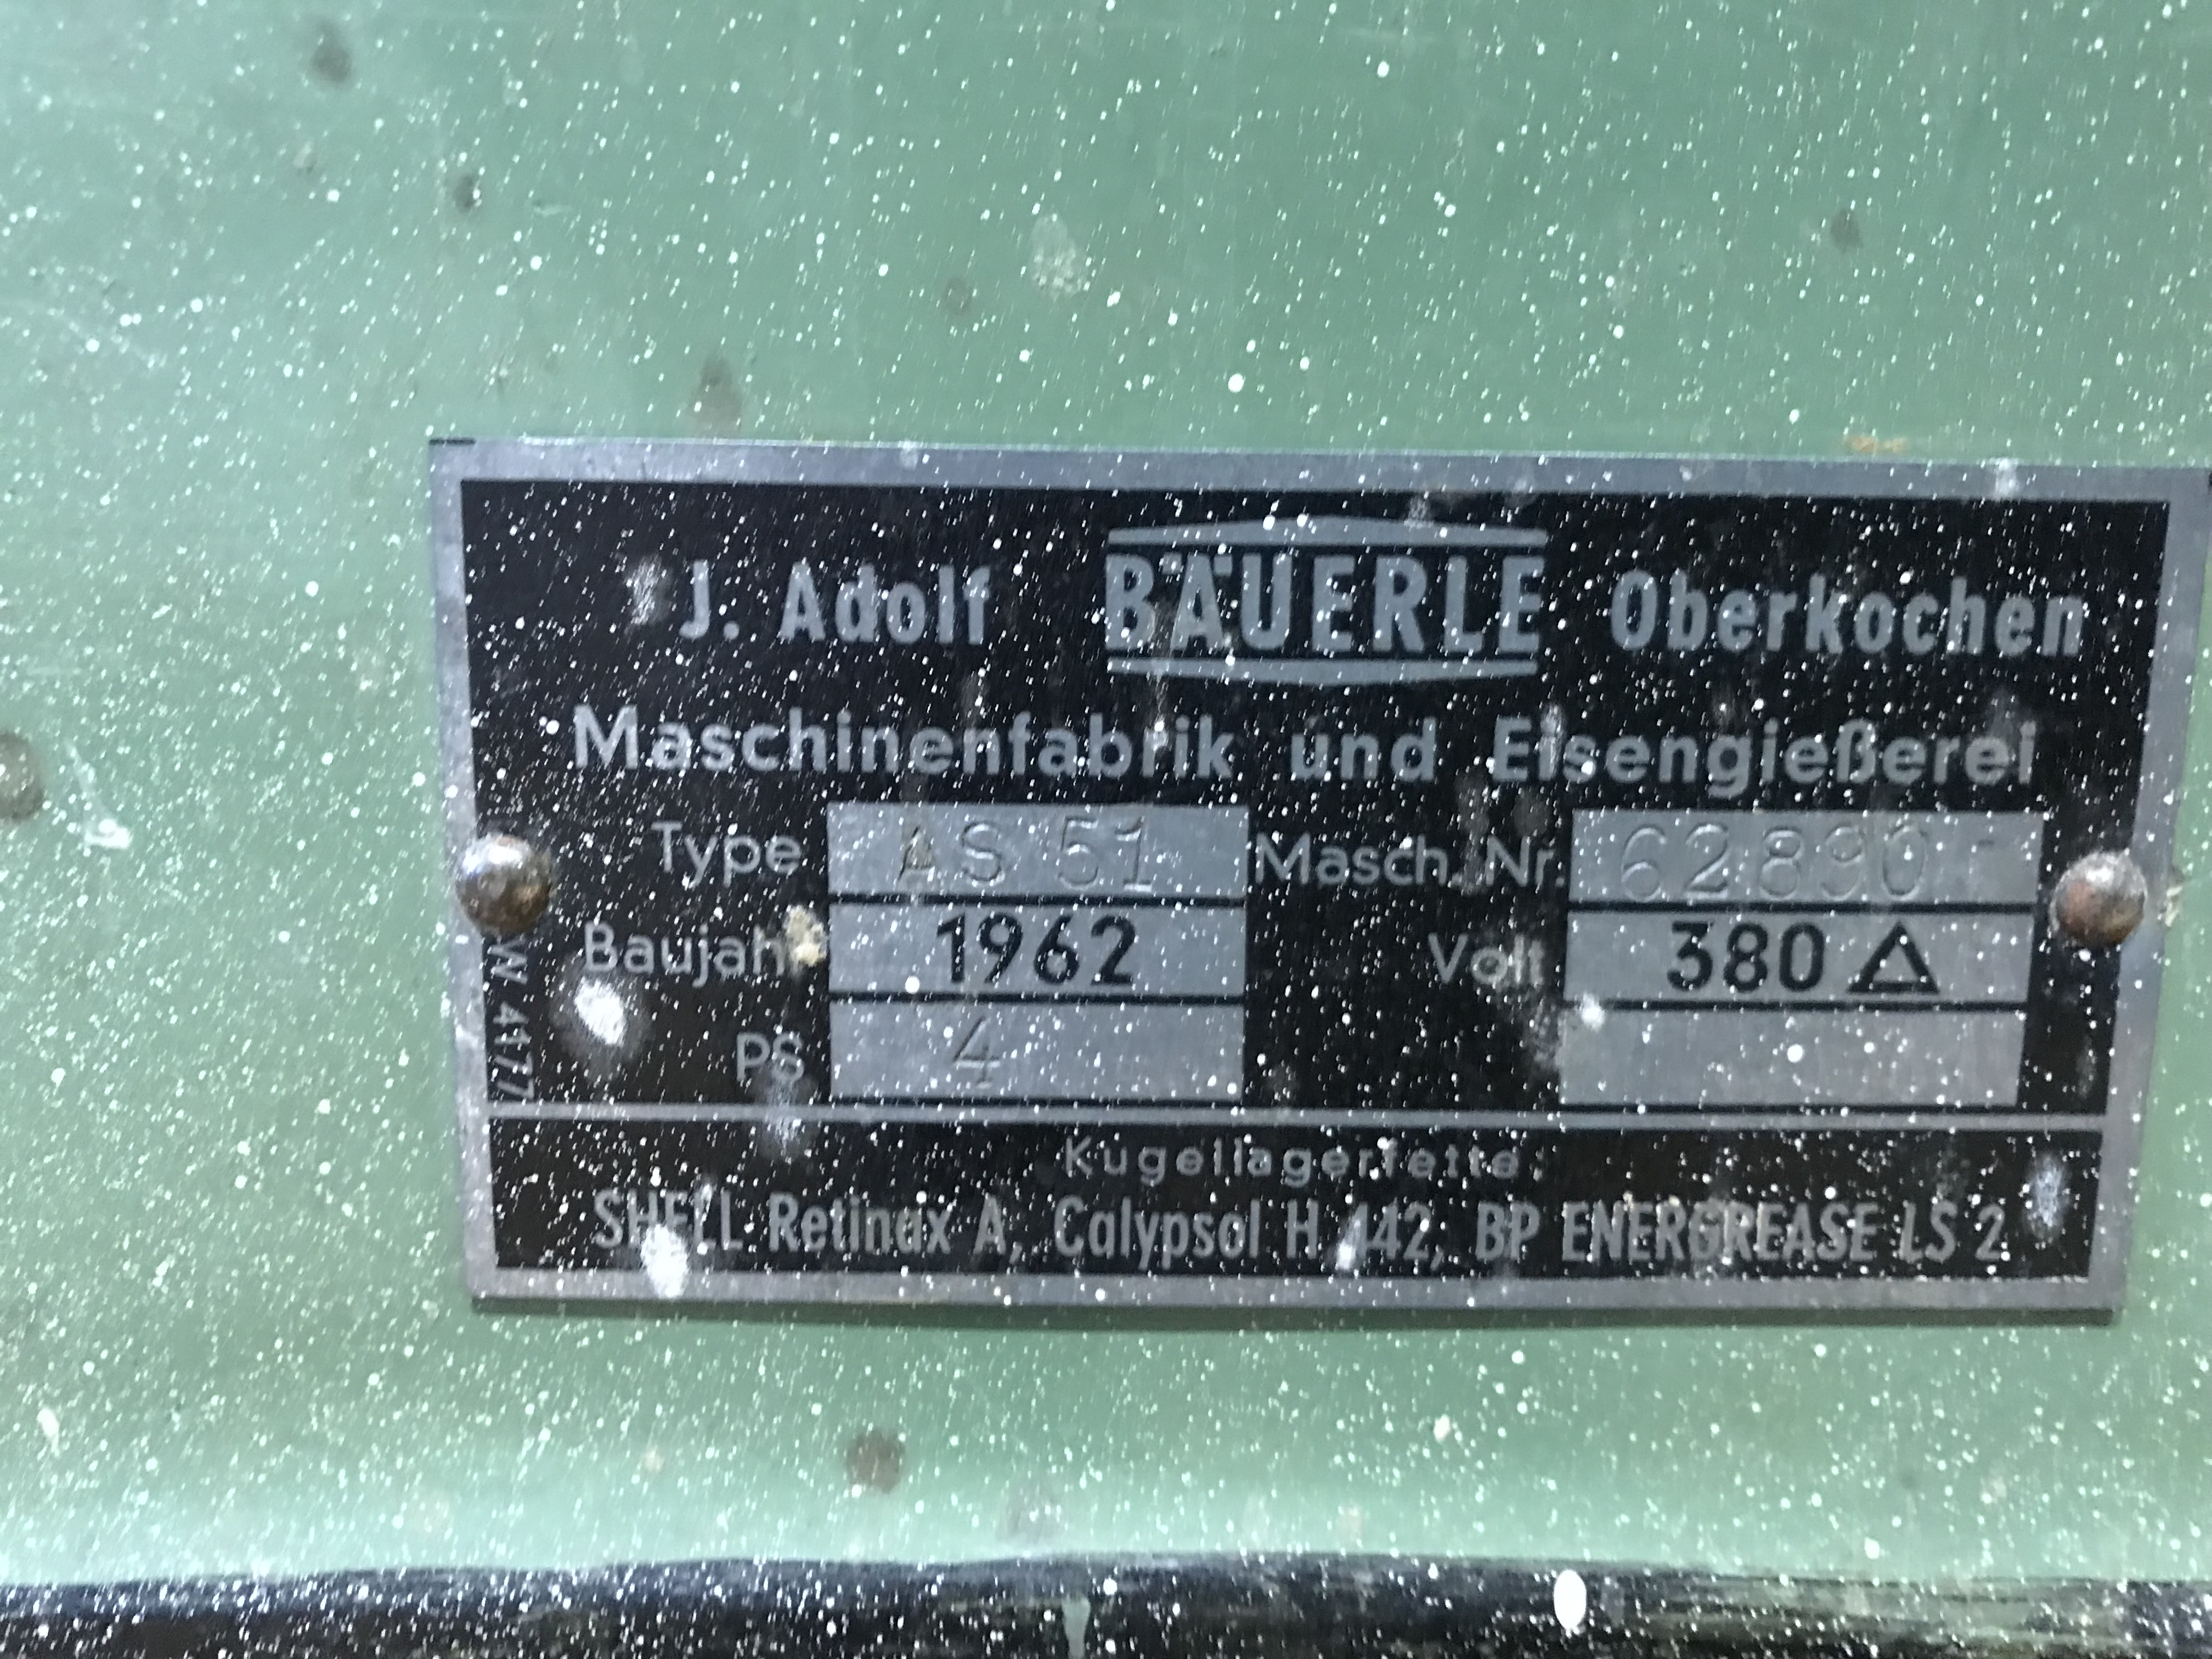 J. Adolf BÄUERLE Oberkochen
Maschinenfabrik und Eisengießerei
Type AS 51 Masch. Nr. 62890
Baujahr 1962 Volt 380 △
PS 4
Kugellagerfette:
SHELL Retinax A, Calypsol H 442, BP ENERGREASE LS 2